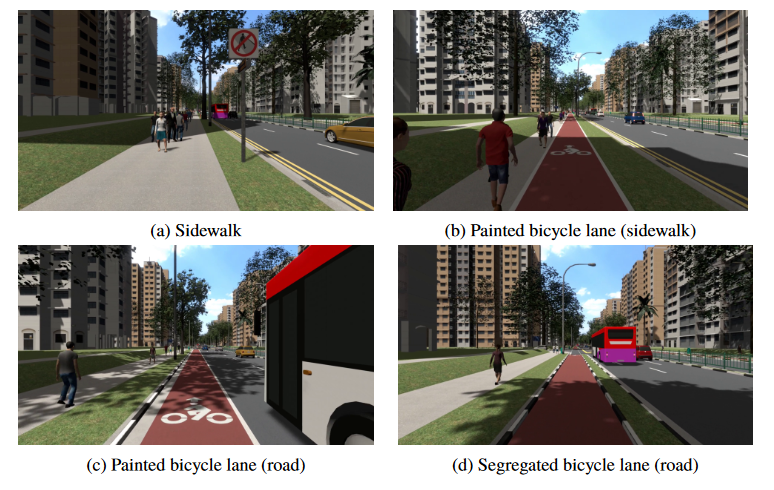 (a) Sidewalk
(b) Painted bicycle lane (sidewalk)
(c) Painted bicycle lane (road)
(d) Segregated bicycle lane (road)